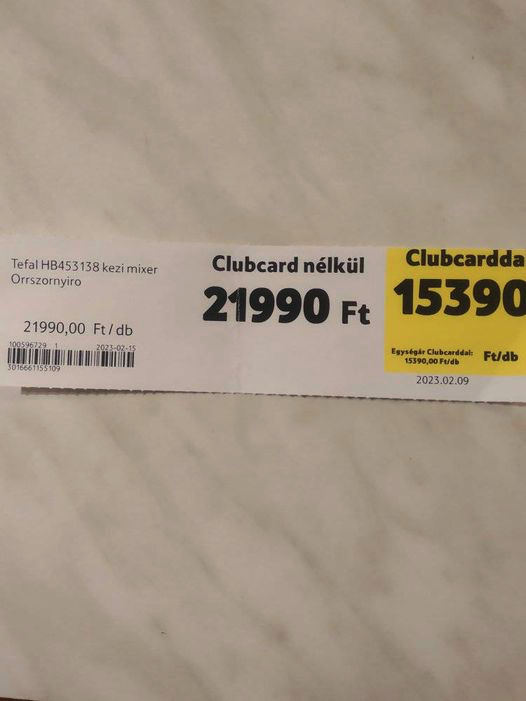 Tefal HB453138 kezi mixer
Orrszornyiro
21990,00 Ft/db
100596729 1 2023-02-15
3016661155109
Clubcard nélkül
21990 Ft
Clubcardda
15390
Egységár Clubcarddal:
15390,00 Ft/db
Ft/db
2023.02.09